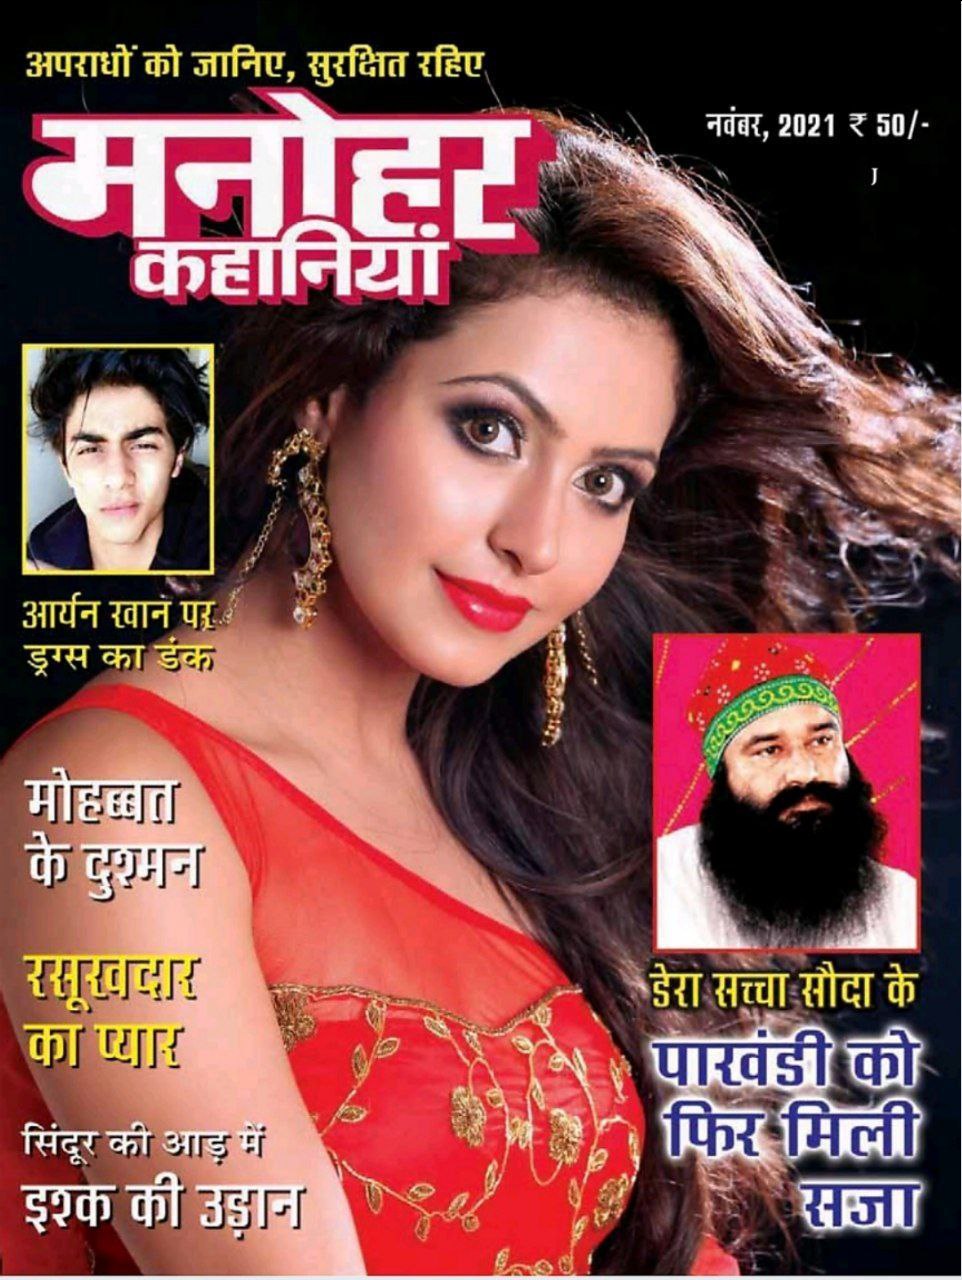 अपराधों को जानिए, सुरक्षित रहिए
मनोहर
कहानियां
नवंबर, 2021 ₹ 50/-
J
आर्यन खान पर
ड्रग्स का डंक
मोहब्बत
के दुश्मन
रसूखदार
का प्यार
सिंदूर की आड़ में
इश्क की उड़ान
डेरा सच्चा सौदा के
पाखंडी को
फिर मिली
सजा